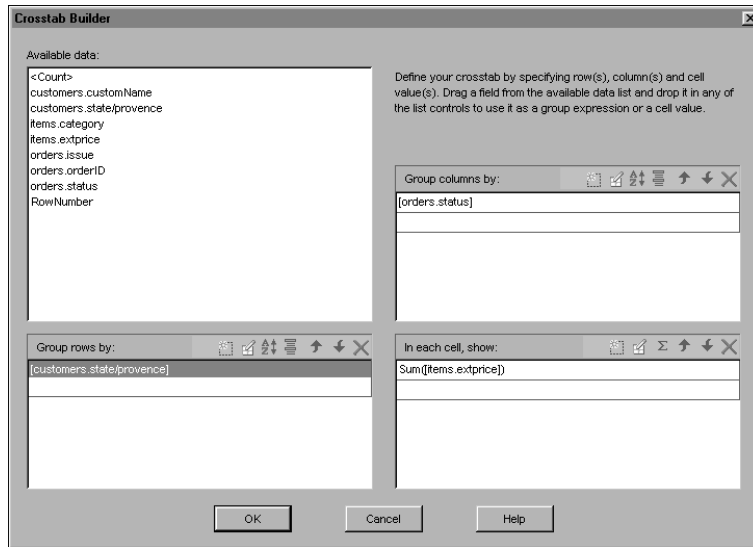 Crosstab Builder
Available data:
<Count>
customers.customName
customers.state/provence
items.category
items.extprice
orders.issue
orders.orderID
orders.status
RowNumber
Define your crosstab by specifying row(s), column(s) and cell
value(s). Drag a field from the available data list and drop it in any of
the list controls to use it as a group expression or a cell value.
Group columns by:
[orders.status]
Group rows by:
[customers.state/provence]
In each cell, show:
Sum([items.extprice])
OK
Cancel
Help